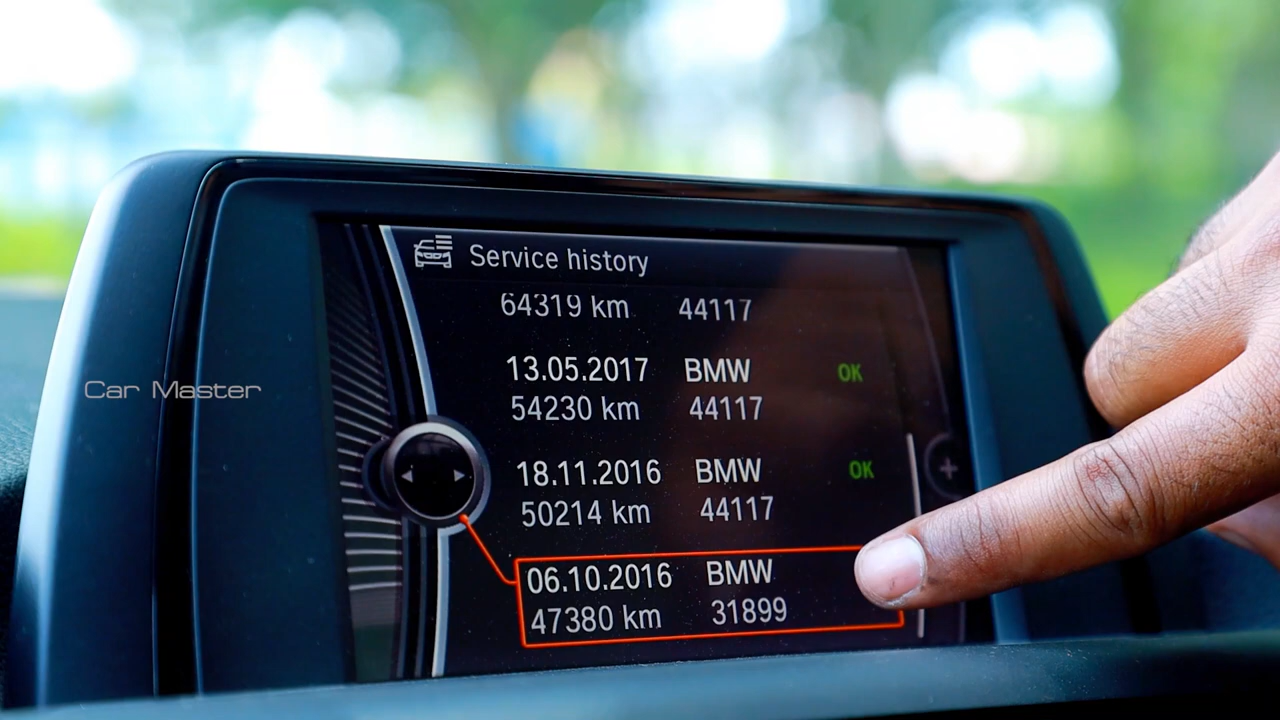 Service history
64319 km 44117
13.05.2017 BMW OK
54230 km 44117
Car Master
18.11.2016 BMW OK
50214 km 44117
06.10.2016 BMW
47380 km 31899